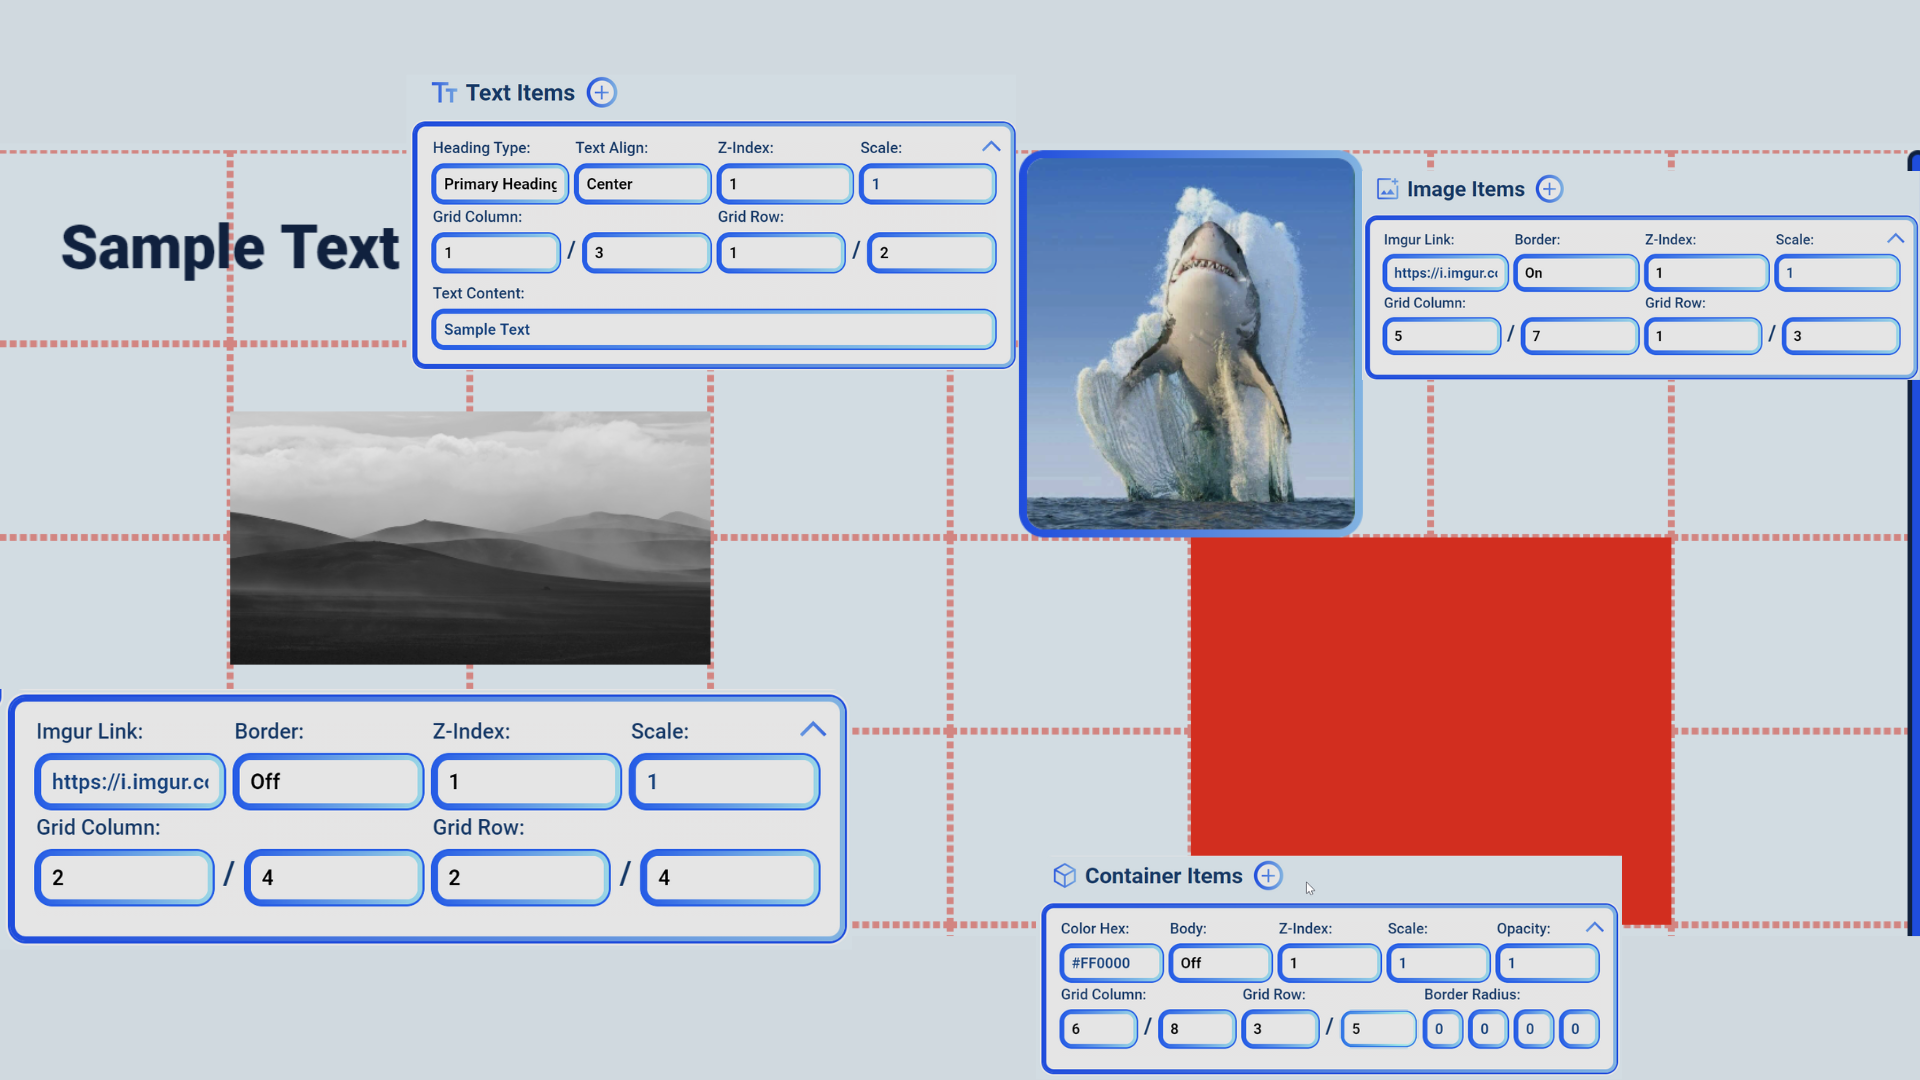 Text Items
Heading Type: Text Align: Z-Index: Scale:
Primary Heading Center 1 1
Grid Column: Grid Row:
1 / 3 1 / 2
Text Content:
Sample Text
Sample Text
Image Items
Imgur Link: Border: Z-Index: Scale:
https://i.imgur.co On 1 1
Grid Column: Grid Row:
5 / 7 1 / 3
Imgur Link: Border: Z-Index: Scale:
https://i.imgur.co Off 1 1
Grid Column: Grid Row:
2 / 4 2 / 4
Container Items
Color Hex: Body: Z-Index: Scale: Opacity:
#FF0000 Off 1 1 1
Grid Column: Grid Row: Border Radius:
6 / 8 3 / 5 0 0 0 0